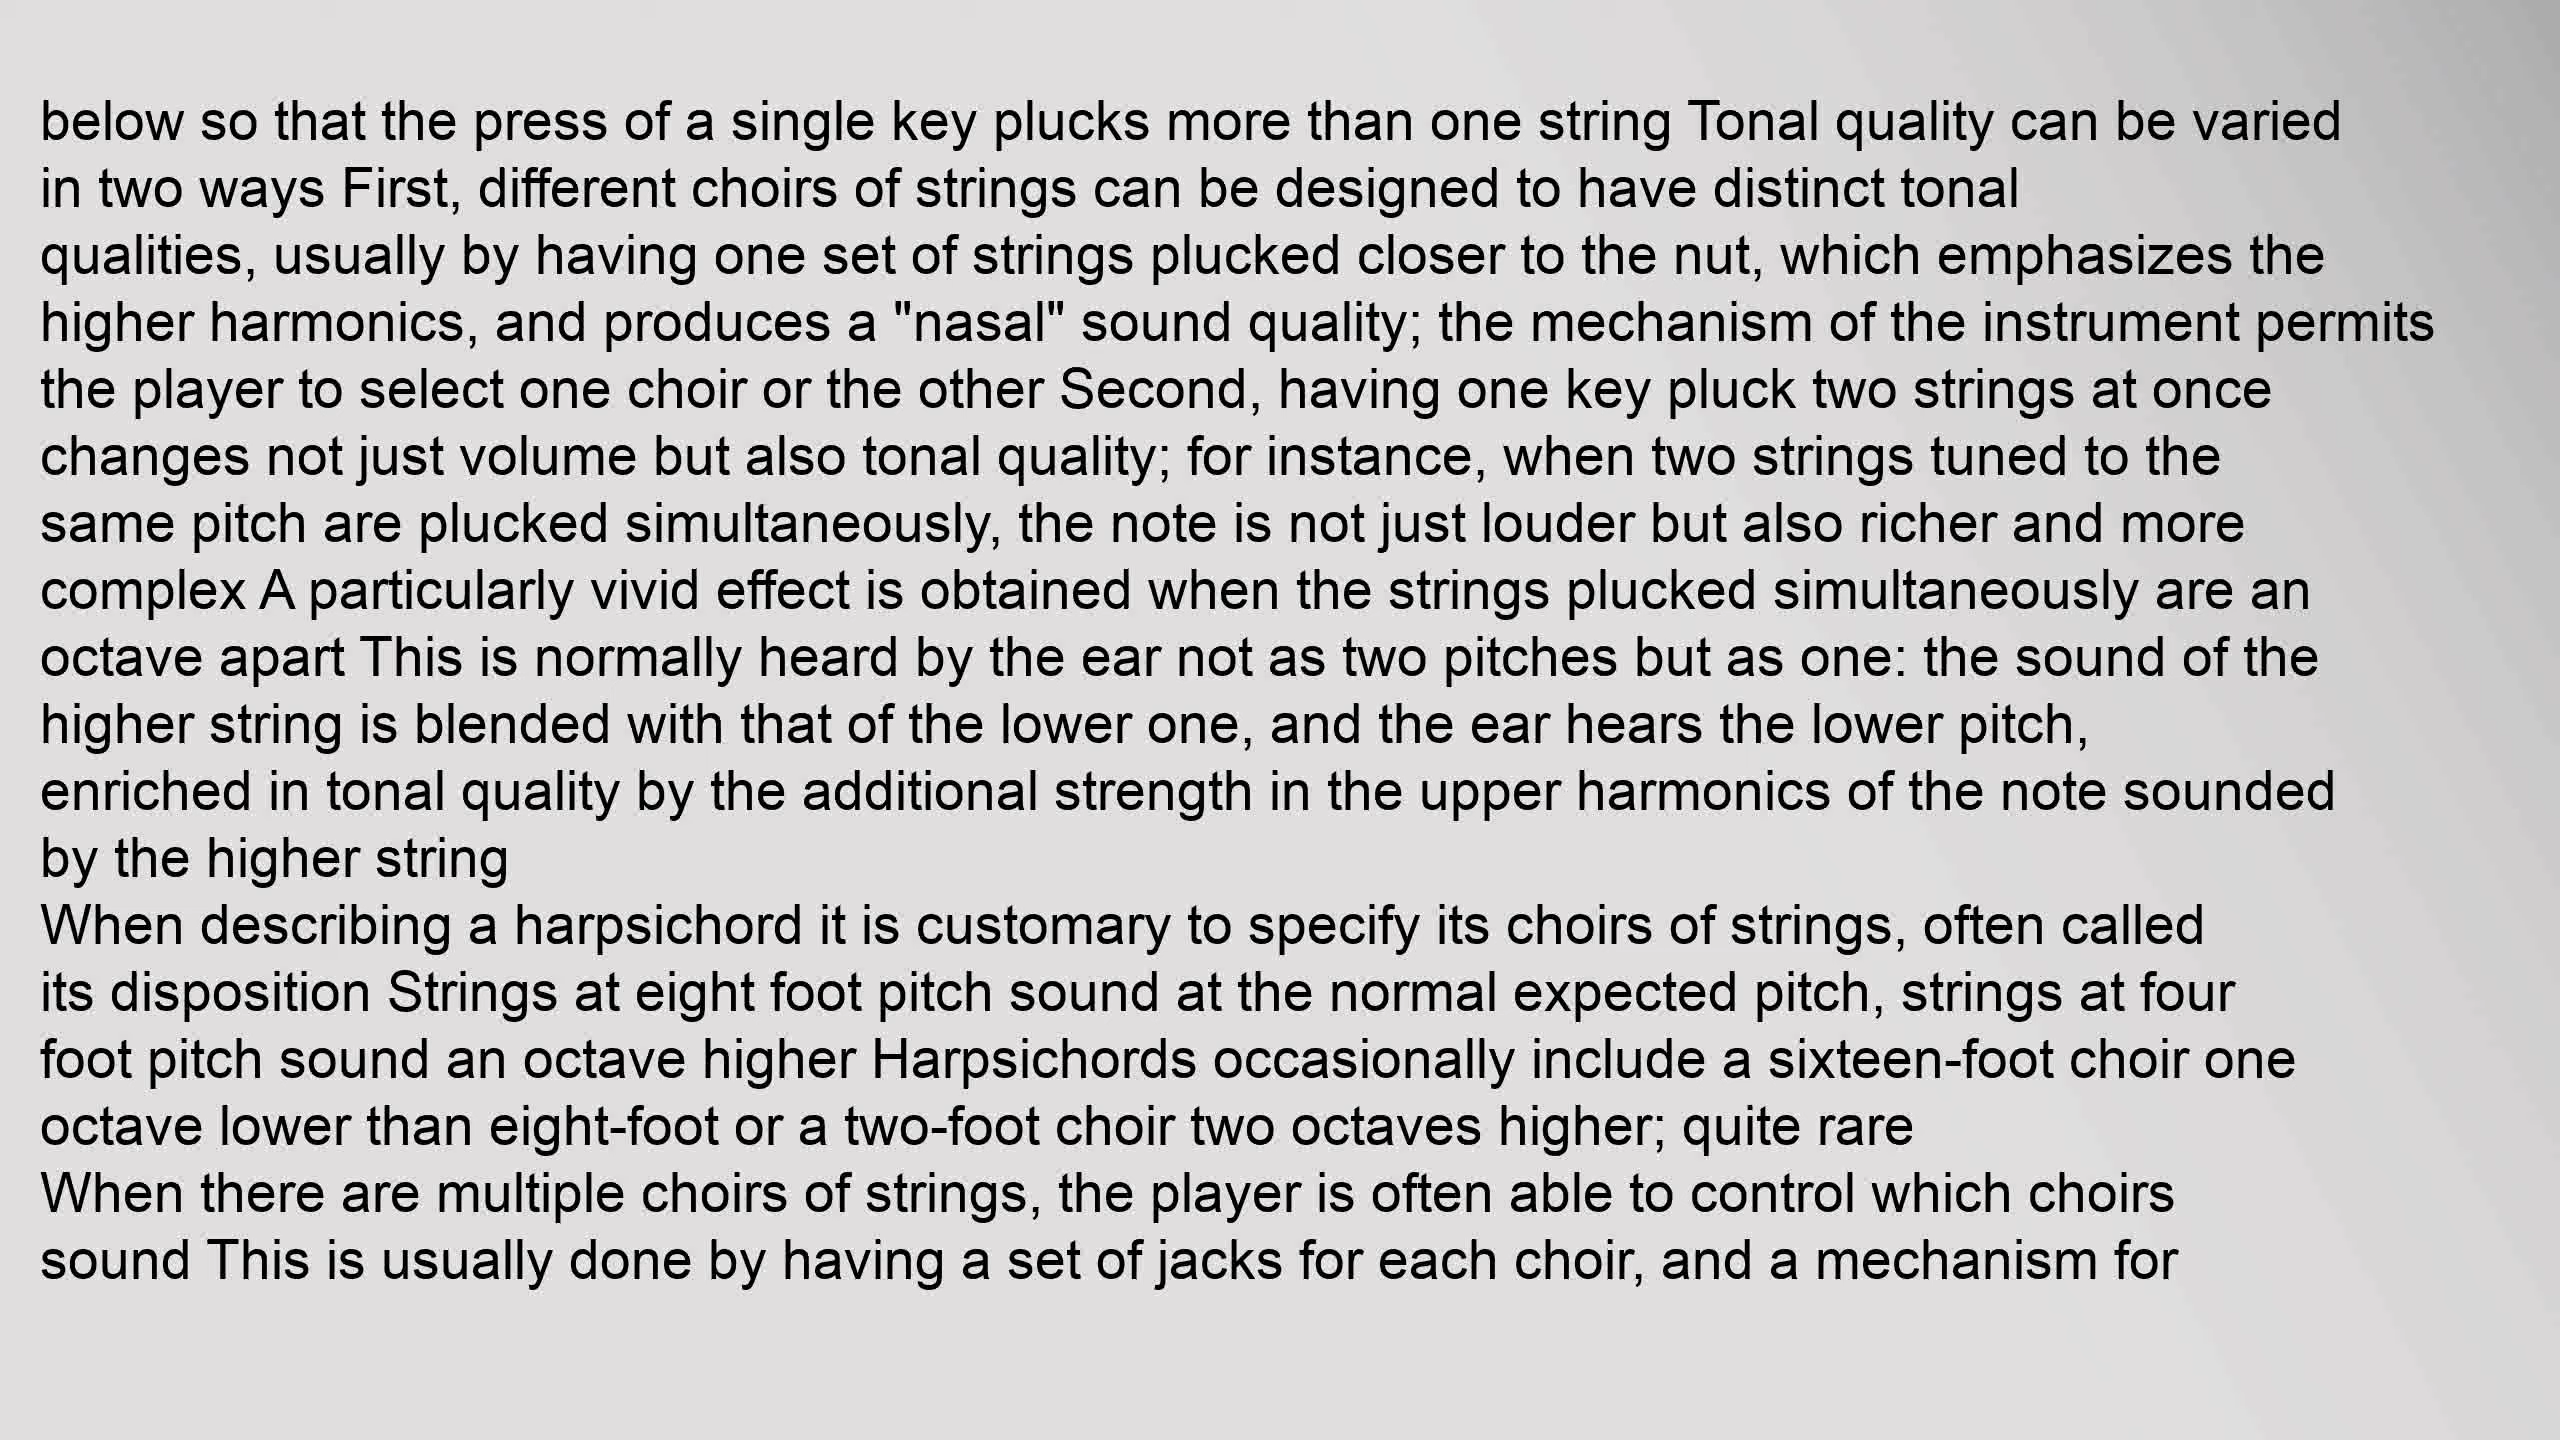 below so that the press of a single key plucks more than one string Tonal quality can be varied
in two ways First, different choirs of strings can be designed to have distinct tonal
qualities, usually by having one set of strings plucked closer to the nut, which emphasizes the
higher harmonics, and produces a "nasal" sound quality; the mechanism of the instrument permits
the player to select one choir or the other Second, having one key pluck two strings at once
changes not just volume but also tonal quality; for instance, when two strings tuned to the
same pitch are plucked simultaneously, the note is not just louder but also richer and more
complex A particularly vivid effect is obtained when the strings plucked simultaneously are an
octave apart This is normally heard by the ear not as two pitches but as one: the sound of the
higher string is blended with that of the lower one, and the ear hears the lower pitch,
enriched in tonal quality by the additional strength in the upper harmonics of the note sounded
by the higher string
When describing a harpsichord it is customary to specify its choirs of strings, often called
its disposition Strings at eight foot pitch sound at the normal expected pitch, strings at four
foot pitch sound an octave higher Harpsichords occasionally include a sixteen-foot choir one
octave lower than eight-foot or a two-foot choir two octaves higher; quite rare
When there are multiple choirs of strings, the player is often able to control which choirs
sound This is usually done by having a set of jacks for each choir, and a mechanism for